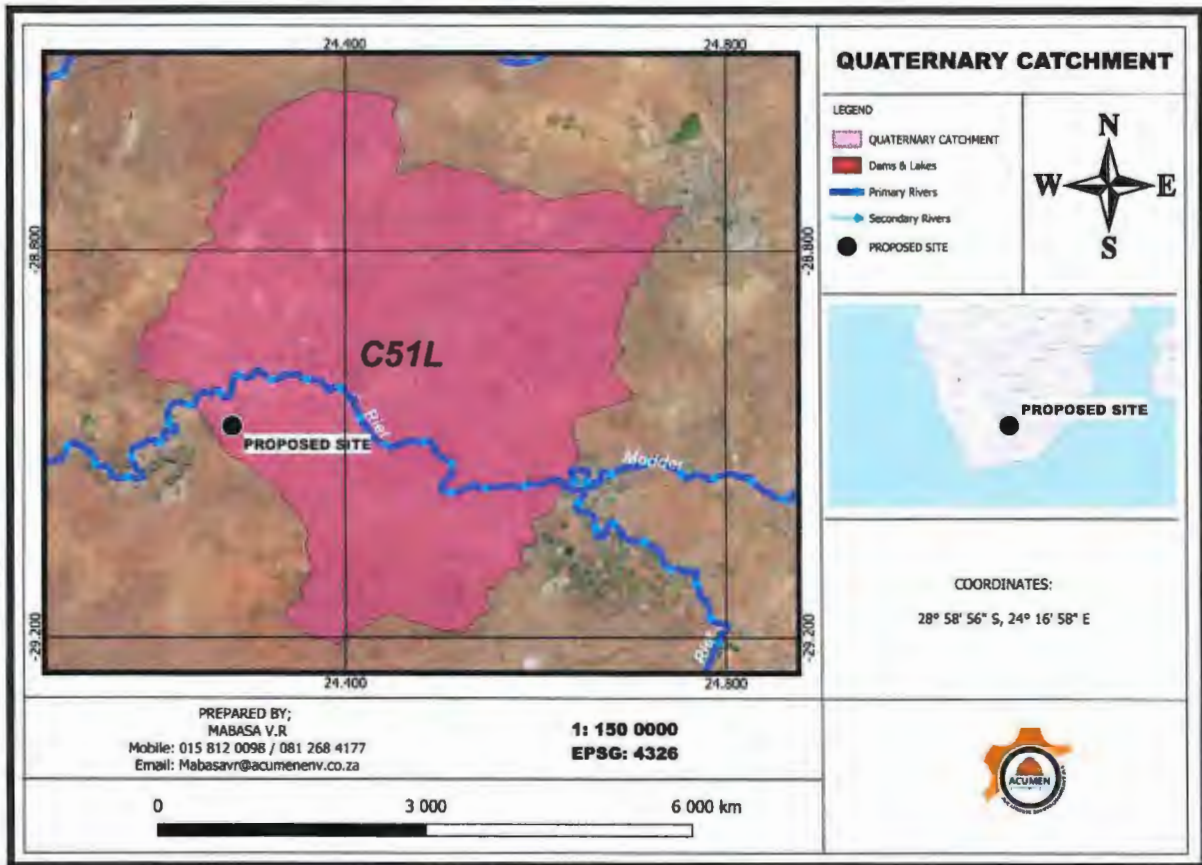 24.400
24.800
-28.800
-28.800
C51L
Riet
PROPOSED SITE
Modder
Riet
-29.200
-29.200
24.400
24.800
QUATERNARY CATCHMENT
LEGEND
QUATERNARY CATCHMENT
Dams & Lakes
Primary Rivers
Secondary Rivers
PROPOSED SITE
N
W E
S
PROPOSED SITE
COORDINATES:
28° 58' 56" S, 24° 16' 58" E
PREPARED BY;
MABASA V.R
Mobile: 015 812 0098 / 081 268 4177
Email: Mabasavr@acumenenv.co.za
1: 150 0000
EPSG: 4326
0 3 000 6 000 km
ACUMEN